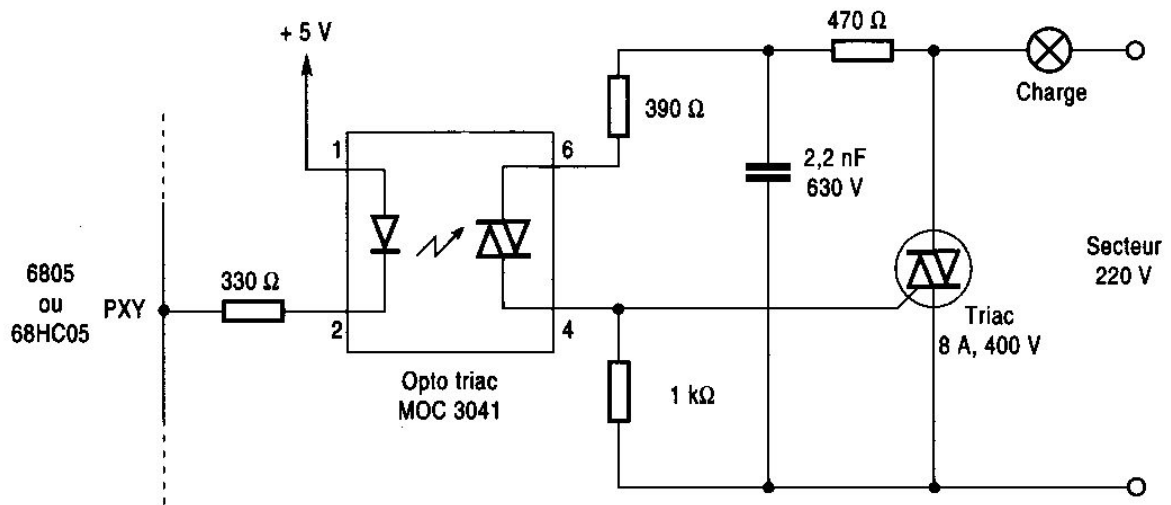 + 5 V
470 Ω
Charge
390 Ω
1
6
2,2 nF
630 V
6805
ou
68HC05
PXY
330 Ω
2
4
Secteur
220 V
Triac
8 A, 400 V
Opto triac
MOC 3041
1 kΩ